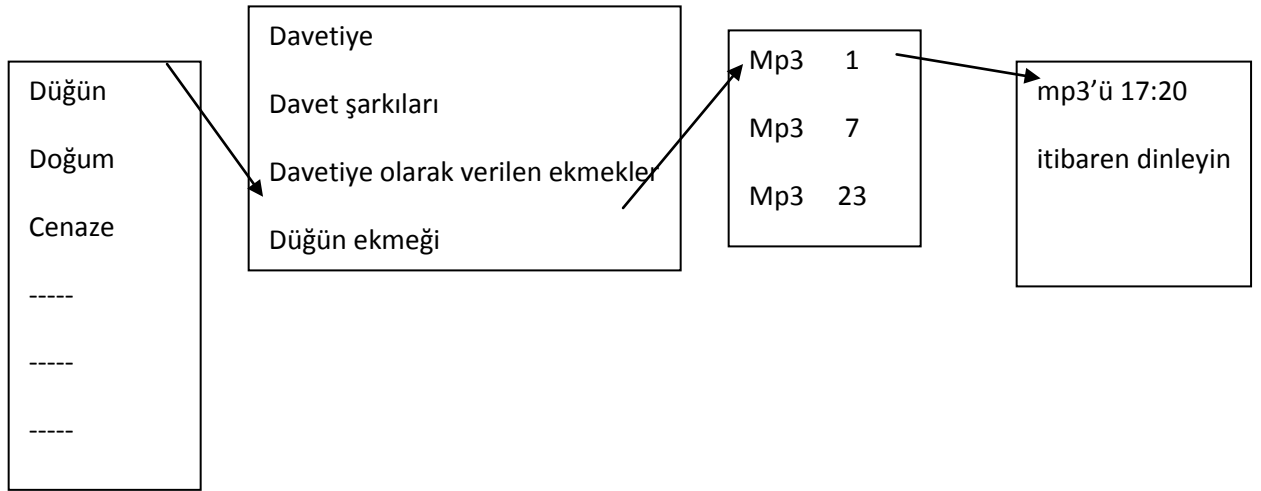 Düğün
Doğum
Cenaze
-----
-----
-----
Davetiye
Davet şarkıları
Davetiye olarak verilen ekmekler
Düğün ekmeği
Mp3 1
Mp3 7
Mp3 23
mp3’ü 17:20
itibaren dinleyin